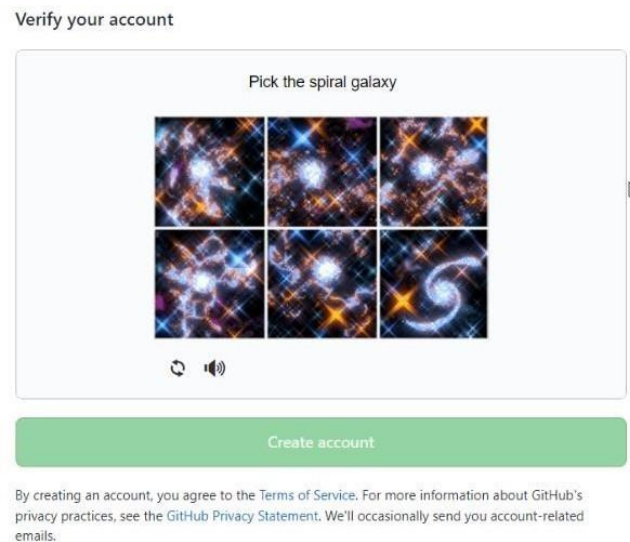 Verify your account
Pick the spiral galaxy
Create account
By creating an account, you agree to the Terms of Service. For more information about GitHub's
privacy practices, see the GitHub Privacy Statement. We'll occasionally send you account-related
emails.